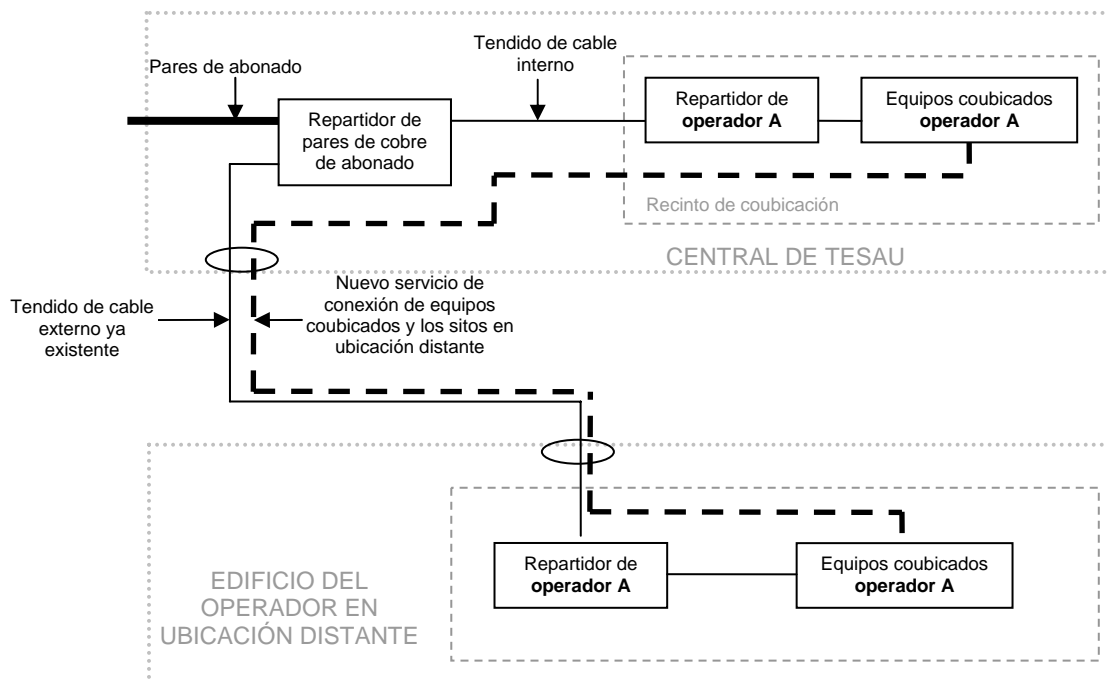 Pares de abonado
Tendido de cable
interno
Repartidor de
pares de cobre
de abonado
Repartidor de
operador A
Equipos coubicados
operador A
Recinto de coubicación
CENTRAL DE TESAU
Tendido de cable
externo ya
existente
Nuevo servicio de
conexión de equipos
coubicados y los sitos en
ubicación distante
EDIFICIO DEL
OPERADOR EN
UBICACIÓN DISTANTE
Repartidor de
operador A
Equipos coubicados
operador A